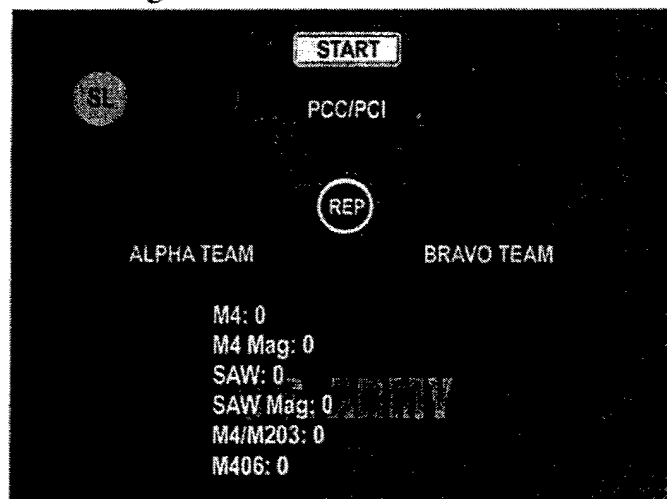 START
SL
PCC/PCI
REP
ALPHA TEAM
BRAVO TEAM
M4: 0
M4 Mag: 0
SAW: 0
SAW Mag: 0
M4/M203: 0
M406: 0
ARMY